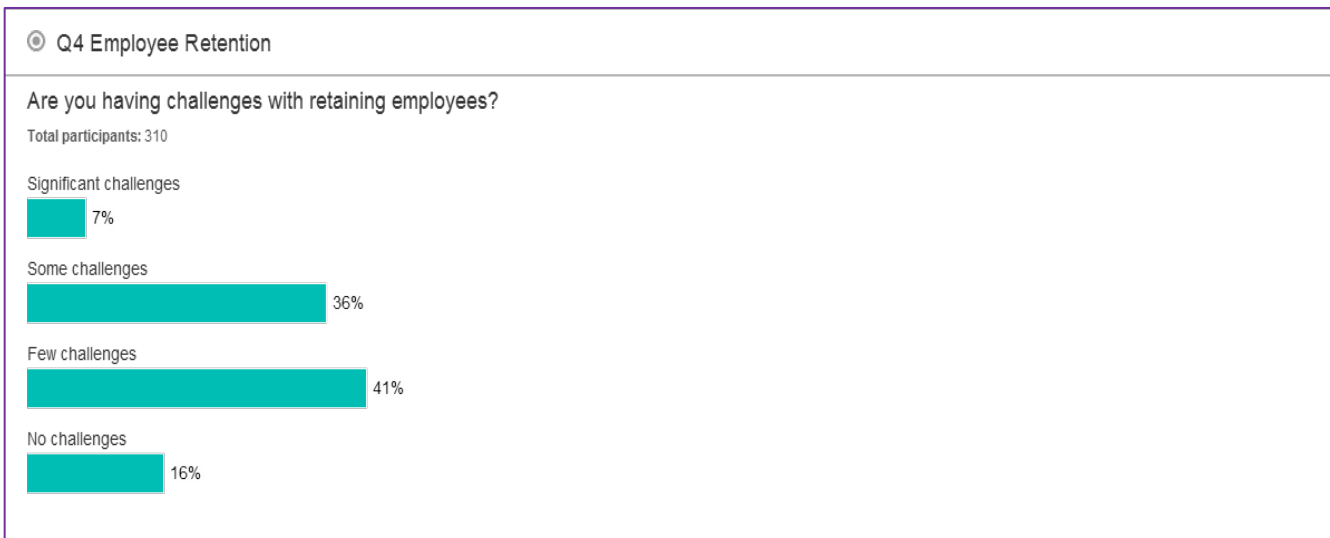 Q4 Employee Retention
Are you having challenges with retaining employees?
Total participants: 310
Significant challenges
7%
Some challenges
36%
Few challenges
41%
No challenges
16%